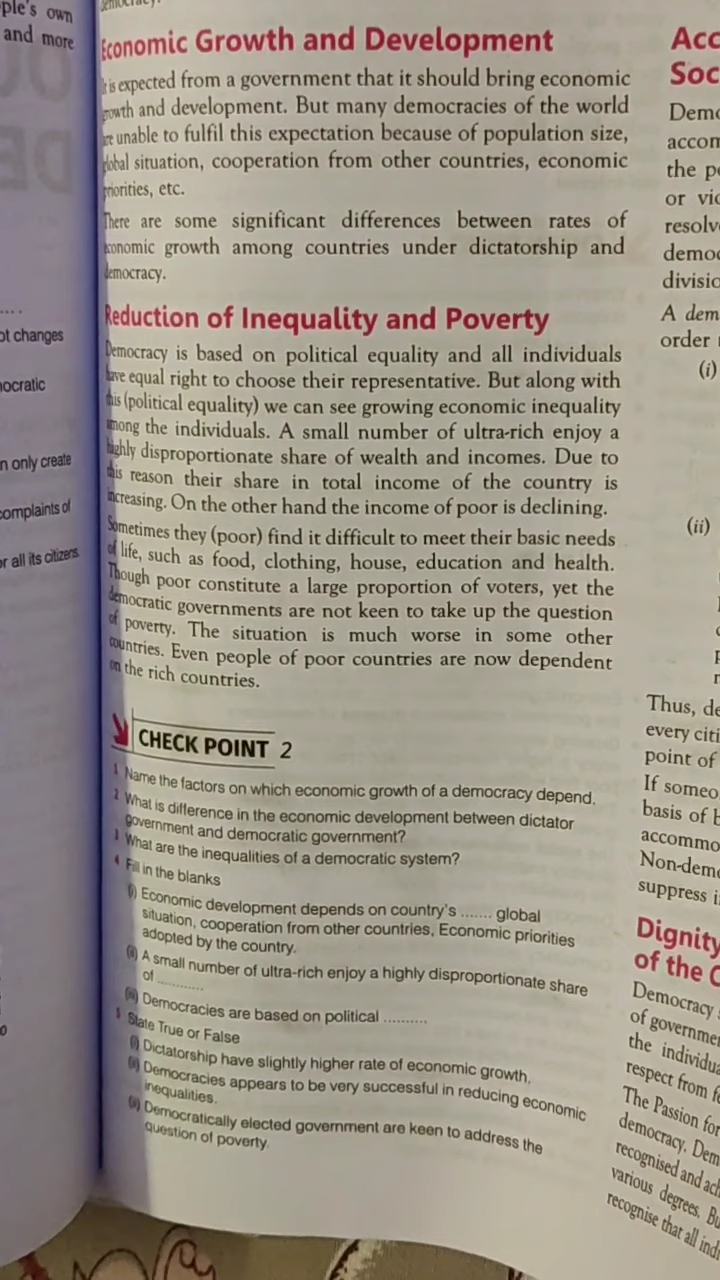 ple's own
and more
ot changes
ocratic
n only create
complaints of
or all its citizens
Economic Growth and Development
It is expected from a government that it should bring economic
growth and development. But many democracies of the world
are unable to fulfil this expectation because of population size,
global situation, cooperation from other countries, economic
priorities, etc.
There are some significant differences between rates of
economic growth among countries under dictatorship and
democracy.
Reduction of Inequality and Poverty
Democracy is based on political equality and all individuals
have equal right to choose their representative. But along with
this (political equality) we can see growing economic inequality
among the individuals. A small number of ultra-rich enjoy a
highly disproportionate share of wealth and incomes. Due to
this reason their share in total income of the country is
increasing. On the other hand the income of poor is declining.
Sometimes they (poor) find it difficult to meet their basic needs
of life, such as food, clothing, house, education and health.
Though poor constitute a large proportion of voters, yet the
democratic governments are not keen to take up the question
of poverty. The situation is much worse in some other
countries. Even people of poor countries are now dependent
on the rich countries.
CHECK POINT 2
1 Name the factors on which economic growth of a democracy depend.
2 What is difference in the economic development between dictator
government and democratic government?
3 What are the inequalities of a democratic system?
4 Fill in the blanks
(i) Economic development depends on country's ....... global
situation, cooperation from other countries, Economic priorities
adopted by the country.
(ii) A small number of ultra-rich enjoy a highly disproportionate share
of ...........
(iii) Democracies are based on political ..........
5 State True or False
(i) Dictatorship have slightly higher rate of economic growth.
(ii) Democracies appears to be very successful in reducing economic
inequalities.
(iii) Democratically elected government are keen to address the
question of poverty.
Acc
Soc
Demo
accom
the pe
or vic
resolve
democ
divisio
A dem
order
(i)
(ii)
Thus, de
every citi
point of
If someo
basis of b
accommo
Non-demo
suppress i
Dignity
of the C
Democracy
of governme
the individua
respect from fe
The Passion for
democracy. Dem
recognised and ach
various degrees. Bu
recognise that all indi